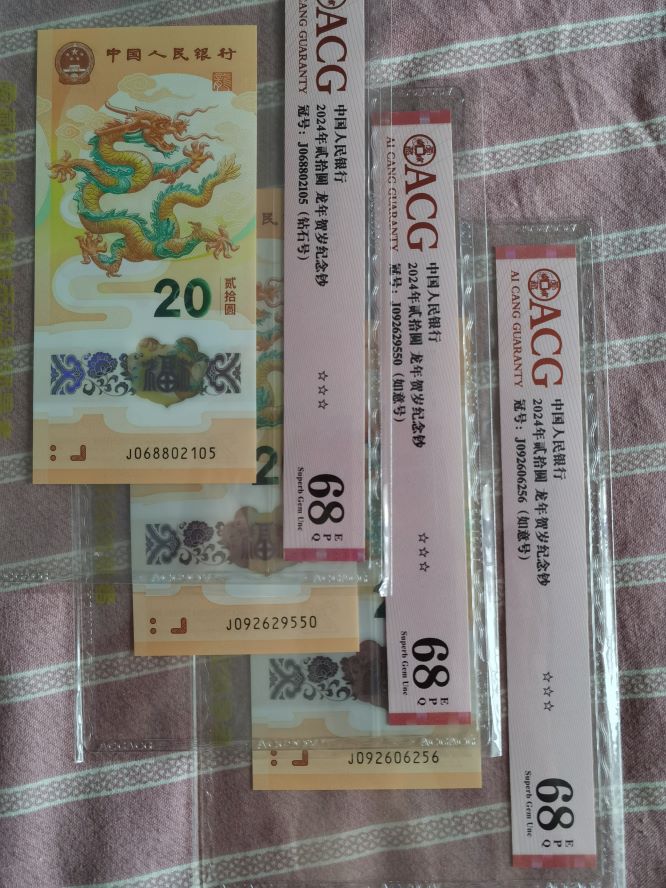 中国人民银行
20
贰拾圆
福
J068802105
ACG
CANG GUARANTY
中国人民银行
2024年贰拾圆 龙年贺岁纪念钞
冠号：J068802105（钻石号）
☆☆☆
68
E
P
Q
Superb Gem Unc
民
2
J092629550
ACG
AI CANG GUARANTY
中国人民银行
2024年贰拾圆 龙年贺岁纪念钞
冠号：J092629550（如意号）
☆☆☆
68
E
P
Q
Superb Gem Unc
J092606256
ACG
AI CANG GUARANTY
中国人民银行
2024年贰拾圆 龙年贺岁纪念钞
冠号：J092606256（如意号）
☆☆☆
68
E
P
Q
Superb Gem Unc